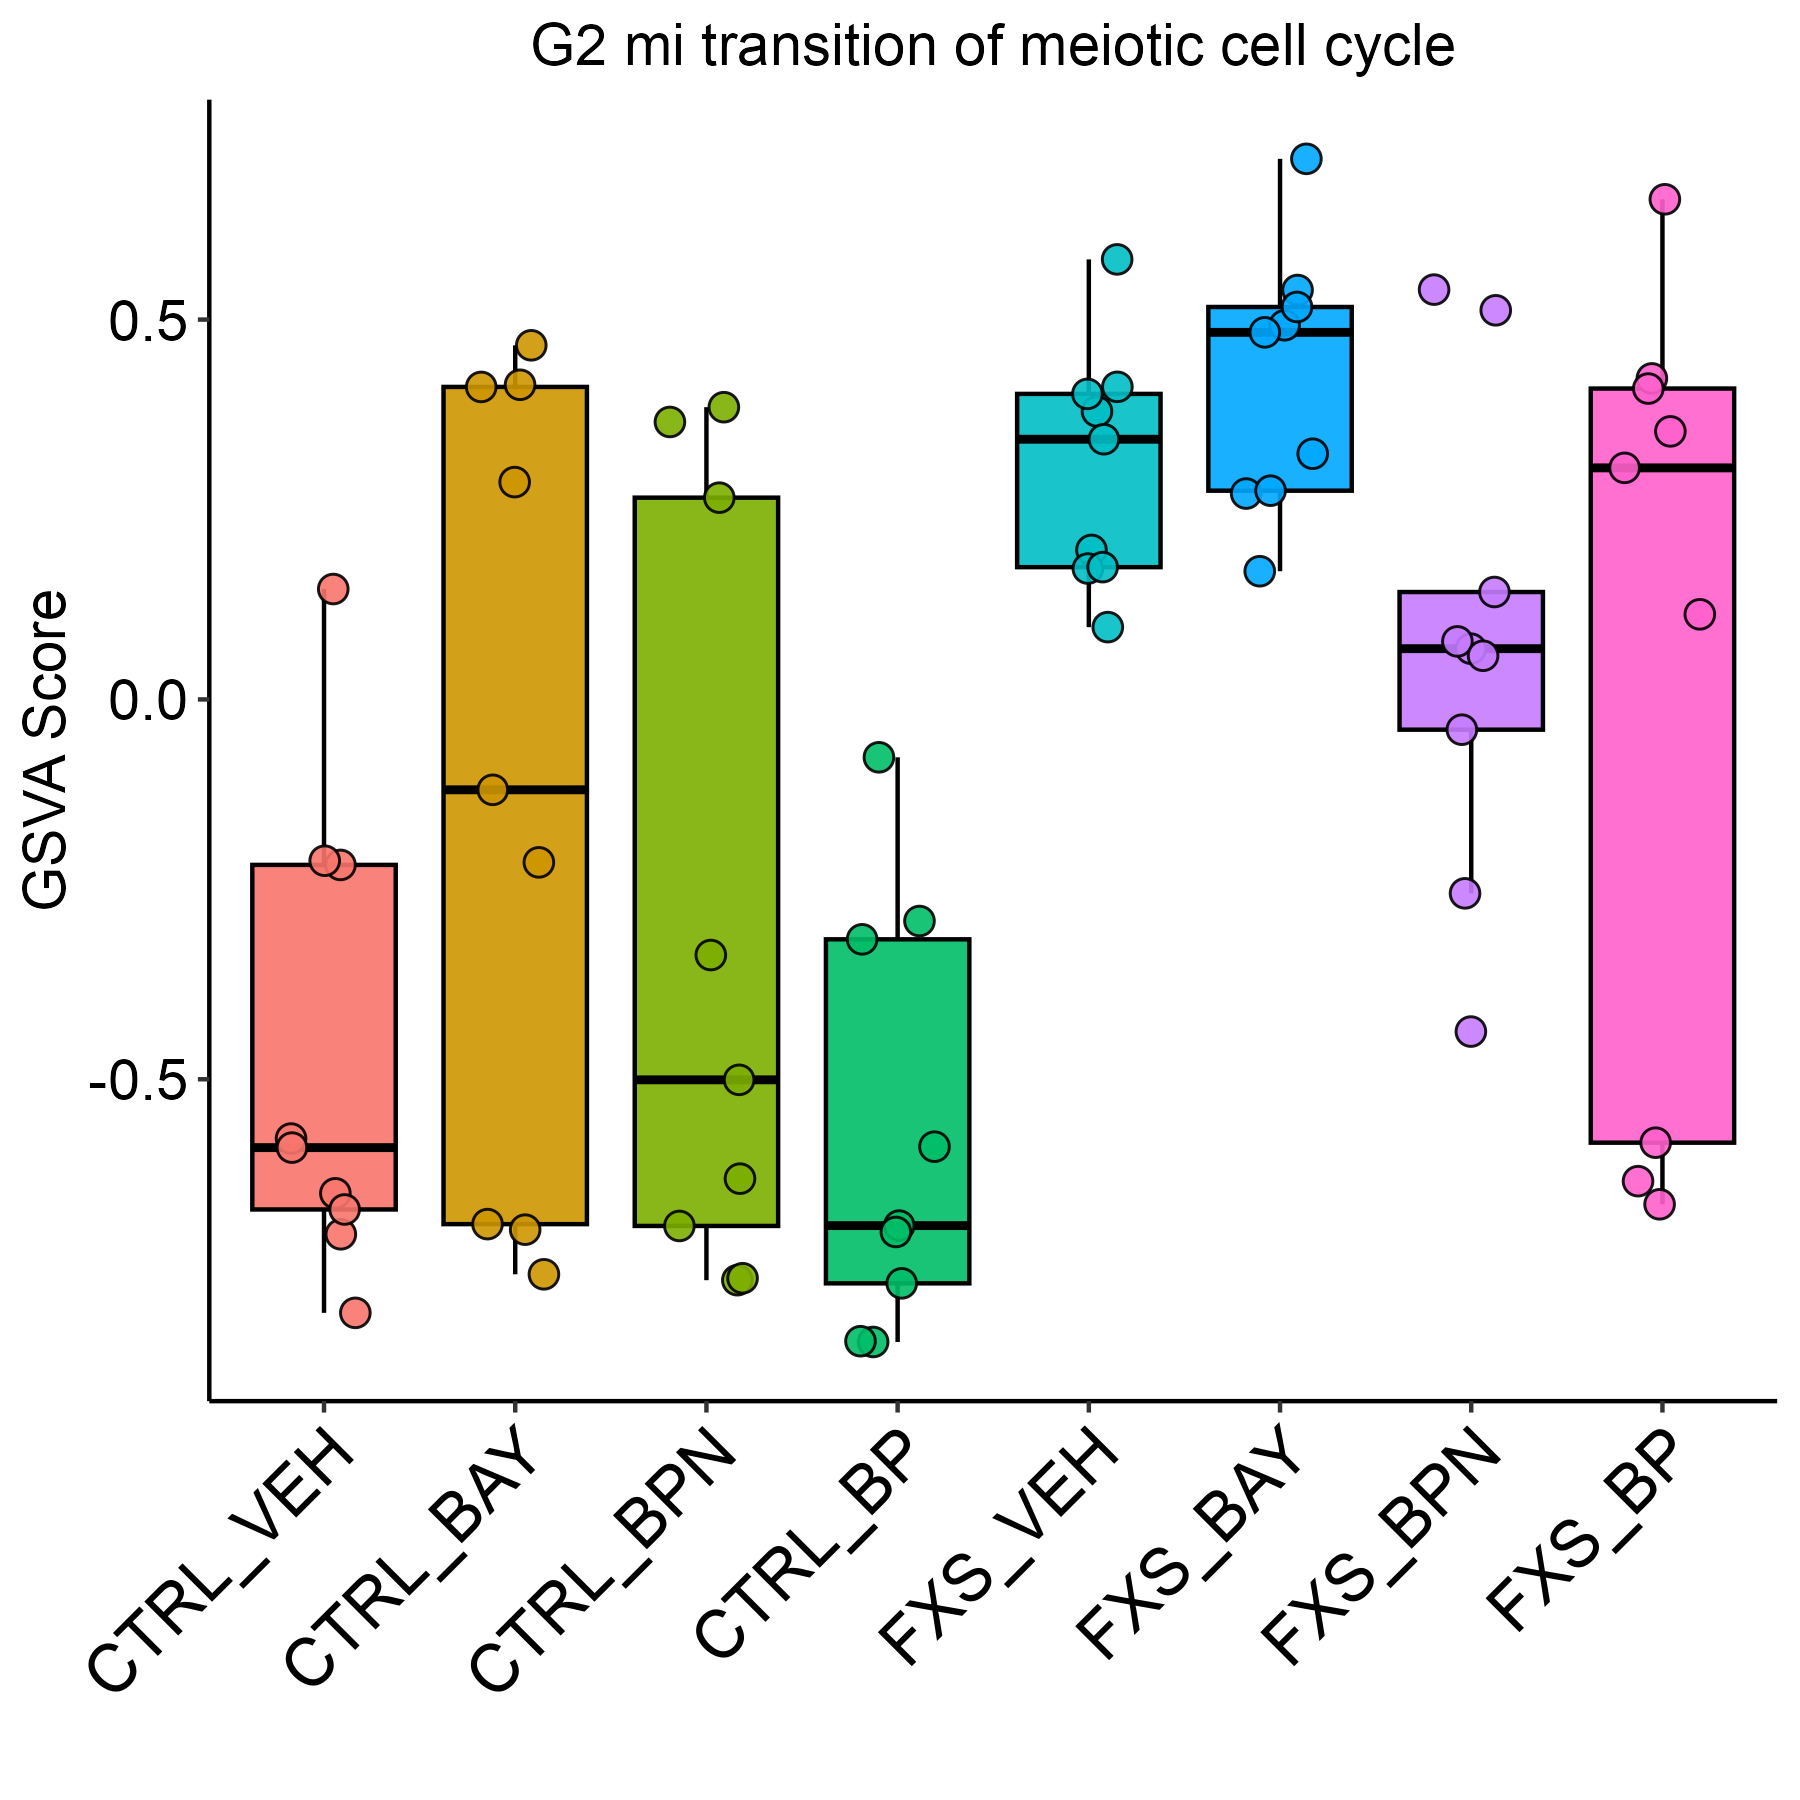 G2 mi transition of meiotic cell cycle
GSVA Score
0.5
0.0
-0.5
CTRL_VEH
CTRL_BAY
CTRL_BPN
CTRL_BP
FXS_VEH
FXS_BAY
FXS_BPN
FXS_BP